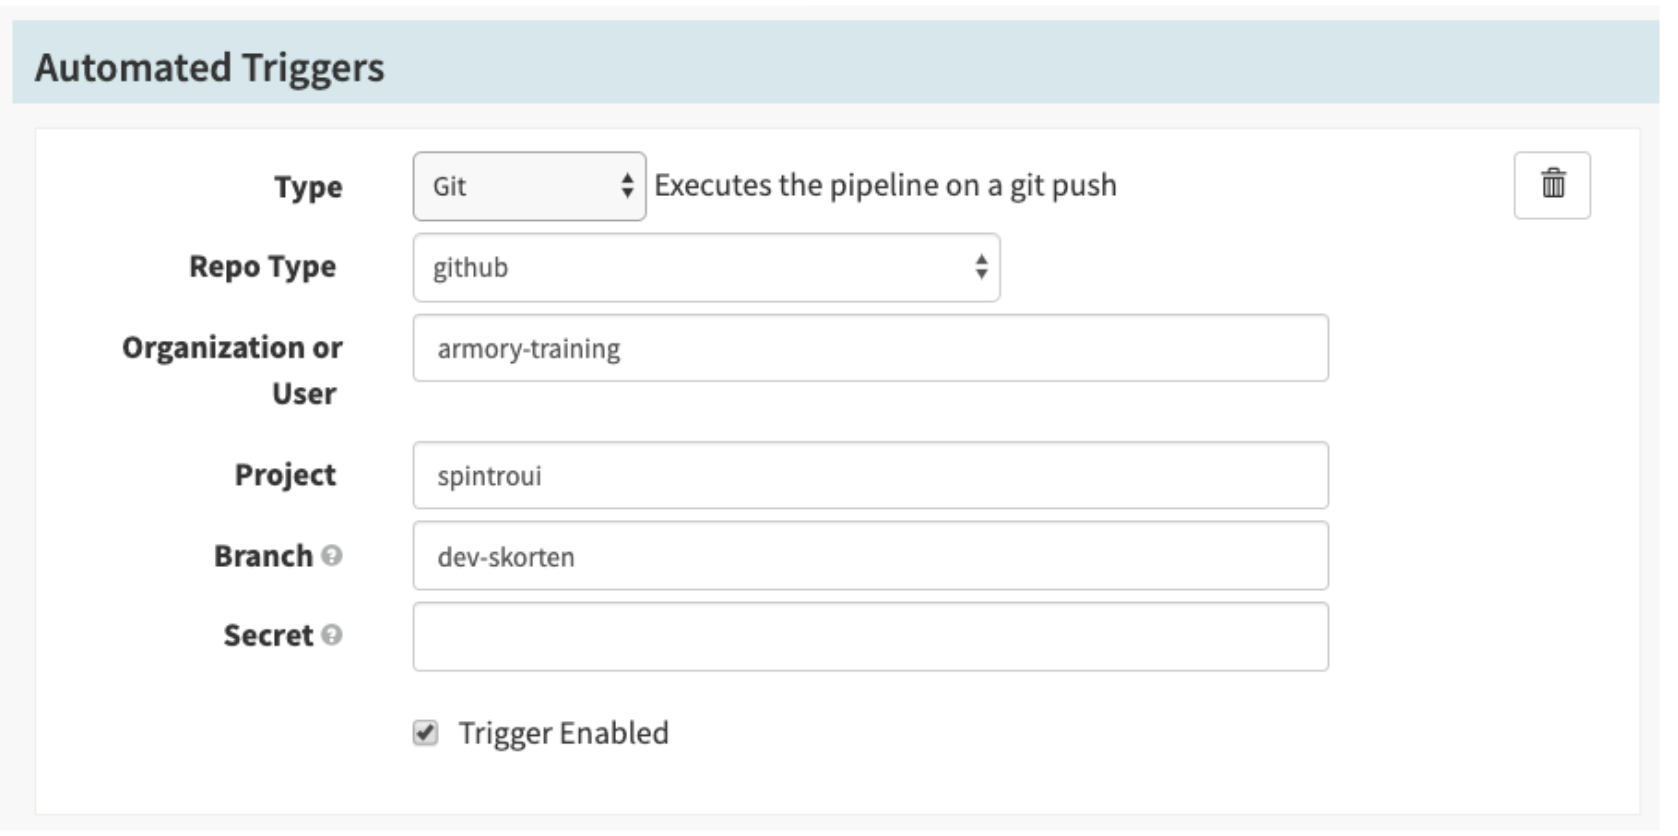 Automated Triggers
Type Git Executes the pipeline on a git push
Repo Type github
Organization or User armory-training
Project spintroui
Branch dev-skorten
Secret
Trigger Enabled